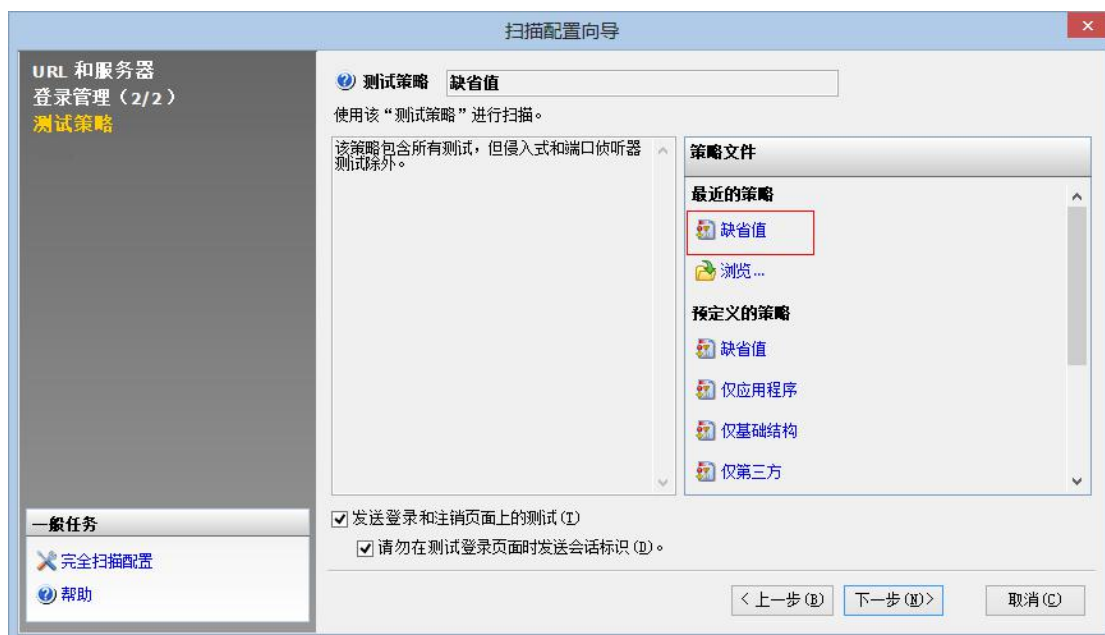 扫描配置向导
URL 和服务器
登录管理（2/2）
测试策略
测试策略 缺省值
使用该“测试策略”进行扫描。
该策略包含所有测试，但侵入式和端口侦听器
测试除外。
策略文件
最近的策略
缺省值
浏览...
预定义的策略
缺省值
仅应用程序
仅基础结构
仅第三方
发送登录和注销页面上的测试(T)
请勿在测试登录页面时发送会话标识(D)。
一般任务
完全扫描配置
帮助
< 上一步(B)
下一步(N)>
取消(C)